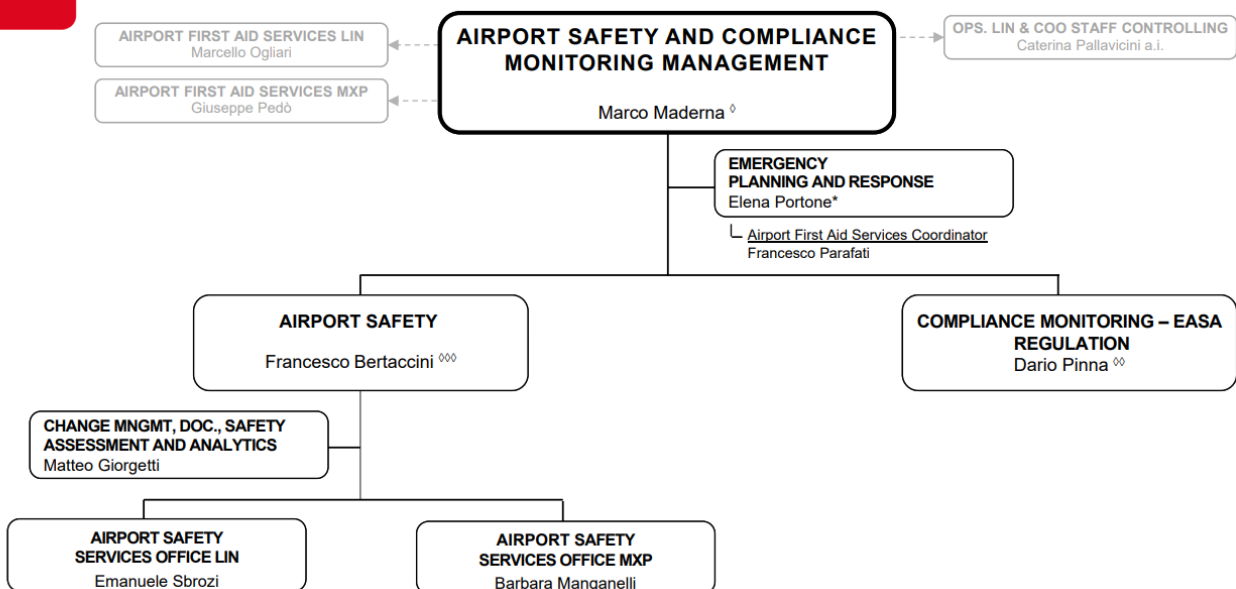 AIRPORT FIRST AID SERVICES LIN
Marcello Ogliari
AIRPORT FIRST AID SERVICES MXP
Giuseppe Pedò
AIRPORT SAFETY AND COMPLIANCE
MONITORING MANAGEMENT
Marco Maderna ◊
OPS. LIN & COO STAFF CONTROLLING
Caterina Pallavicini a.i.
EMERGENCY
PLANNING AND RESPONSE
Elena Portone*
Airport First Aid Services Coordinator
Francesco Parafati
AIRPORT SAFETY
Francesco Bertaccini ◊◊◊
COMPLIANCE MONITORING – EASA
REGULATION
Dario Pinna ◊◊
CHANGE MNGMT, DOC., SAFETY
ASSESSMENT AND ANALYTICS
Matteo Giorgetti
AIRPORT SAFETY
SERVICES OFFICE LIN
Emanuele Sbrozi
AIRPORT SAFETY
SERVICES OFFICE MXP
Barbara Manganelli